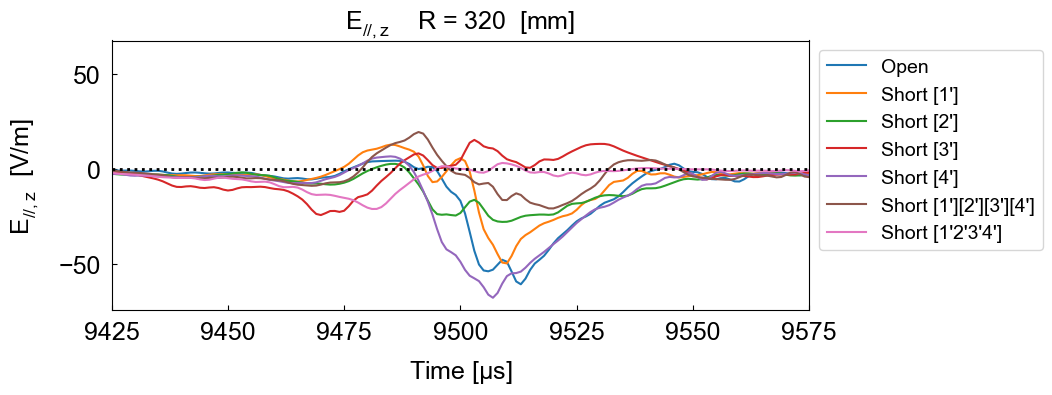 E//, z R = 320 [mm]
E//, z [V/m]
50
0
−50
9425 9450 9475 9500 9525 9550 9575
Time [µs]
Open
Short [1']
Short [2']
Short [3']
Short [4']
Short [1'][2'][3'][4']
Short [1'2'3'4']